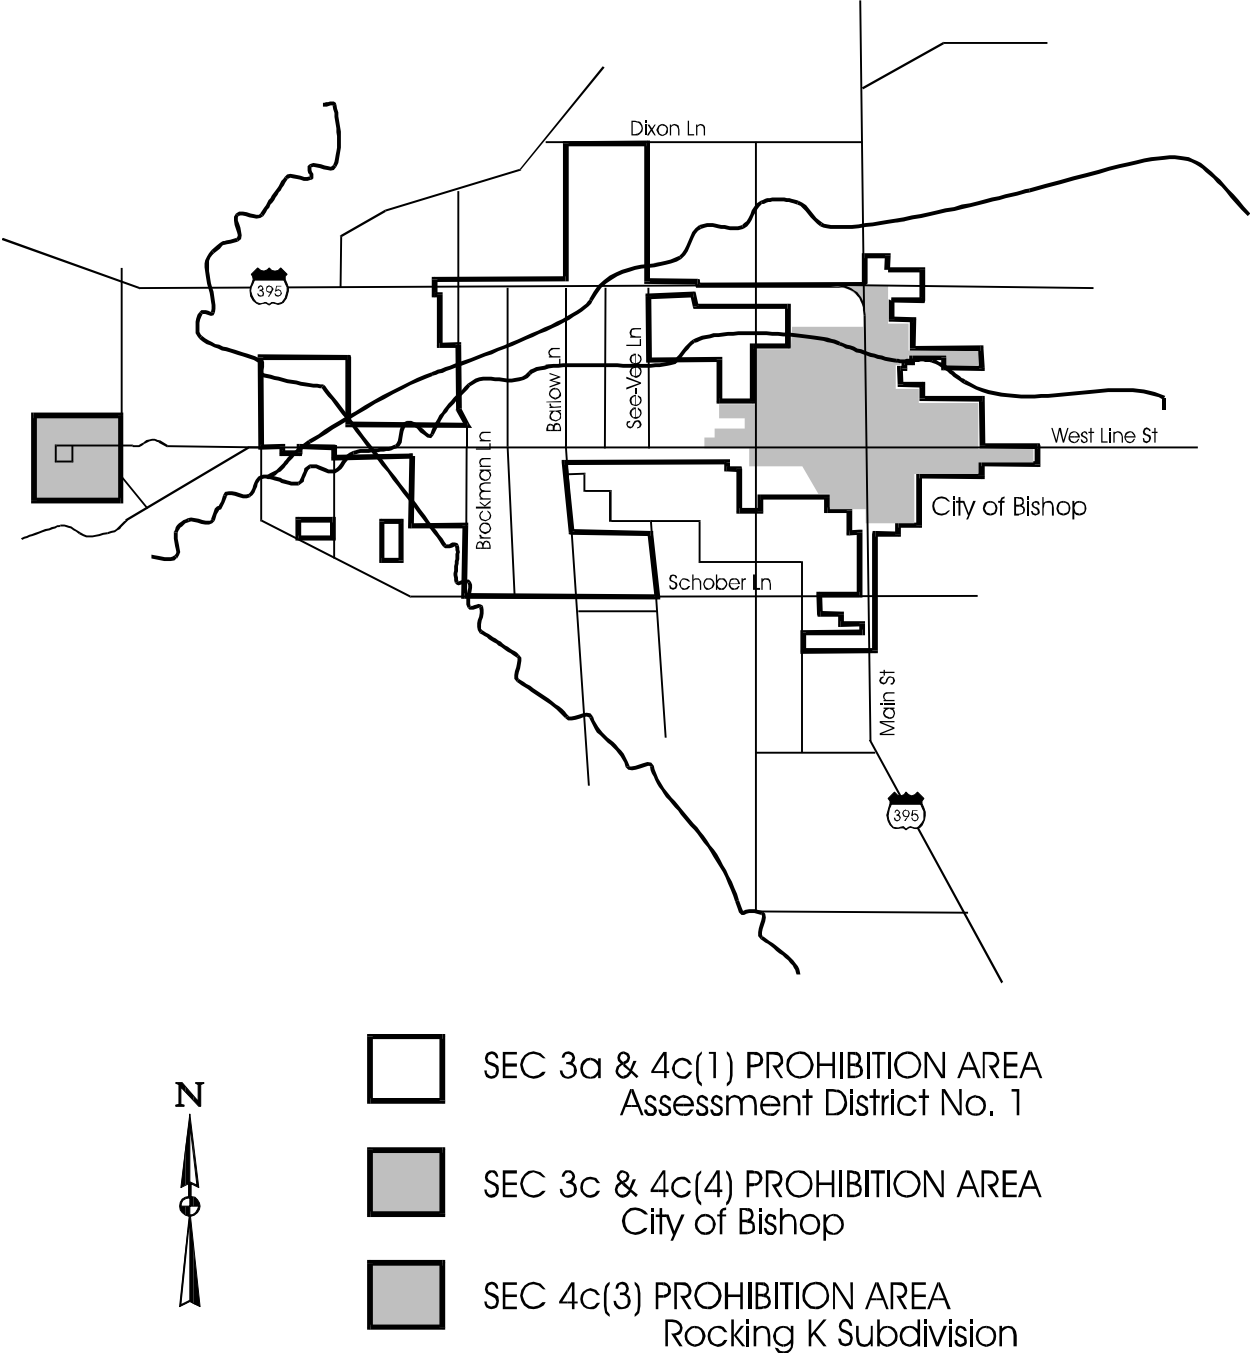 Dixon Ln
395
See-Vee Ln
Barlow Ln
Brockman Ln
West Line St
City of Bishop
Schober Ln
Main St
395
SEC 3a & 4c(1) PROHIBITION AREA
Assessment District No. 1
N
SEC 3c & 4c(4) PROHIBITION AREA
City of Bishop
SEC 4c(3) PROHIBITION AREA
Rocking K Subdivision